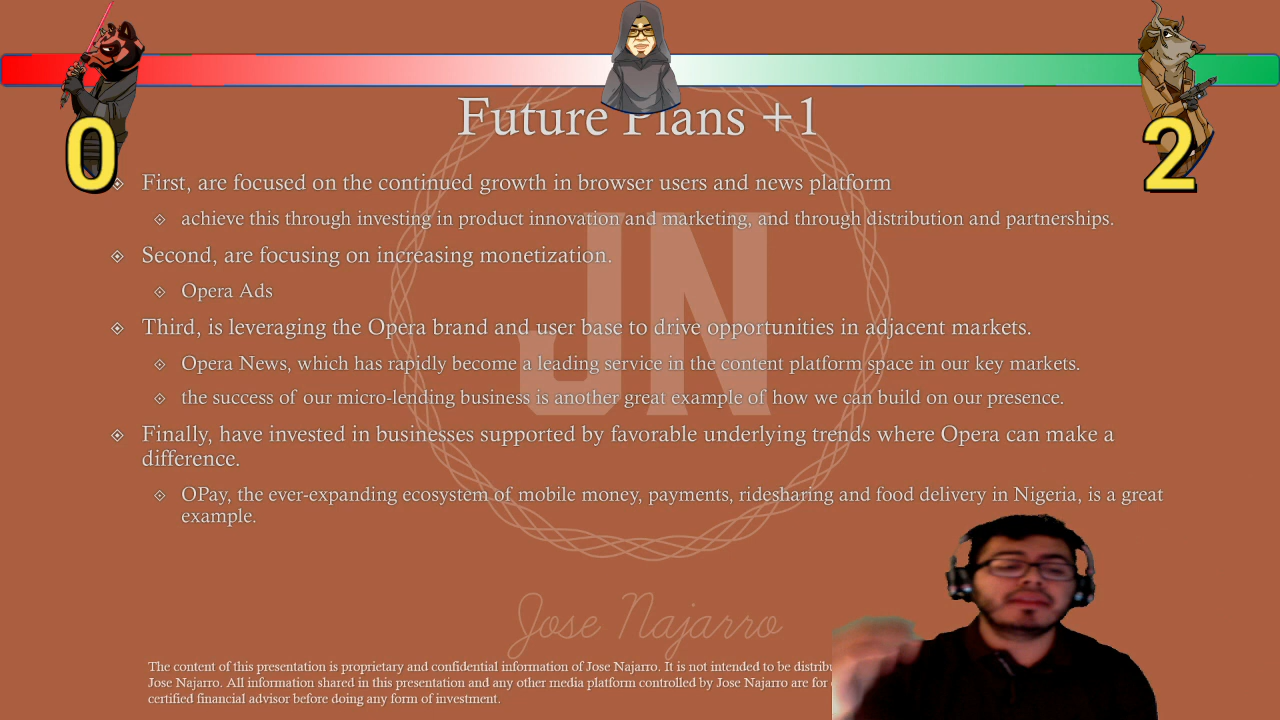 Future Plans +1
0
2
First, are focused on the continued growth in browser users and news platform
achieve this through investing in product innovation and marketing, and through distribution and partnerships.
Second, are focusing on increasing monetization.
Opera Ads
Third, is leveraging the Opera brand and user base to drive opportunities in adjacent markets.
Opera News, which has rapidly become a leading service in the content platform space in our key markets.
the success of our micro-lending business is another great example of how we can build on our presence.
Finally, have invested in businesses supported by favorable underlying trends where Opera can make a
difference.
OPay, the ever-expanding ecosystem of mobile money, payments, ridesharing and food delivery in Nigeria, is a great
example.
JN
Jose Najarro
The content of this presentation is proprietary and confidential information of Jose Najarro. It is not intended to be
Jose Najarro. All information shared in this presentation and any other media platform controlled by Jose Najarro are for
certified financial advisor before doing any form of investment.